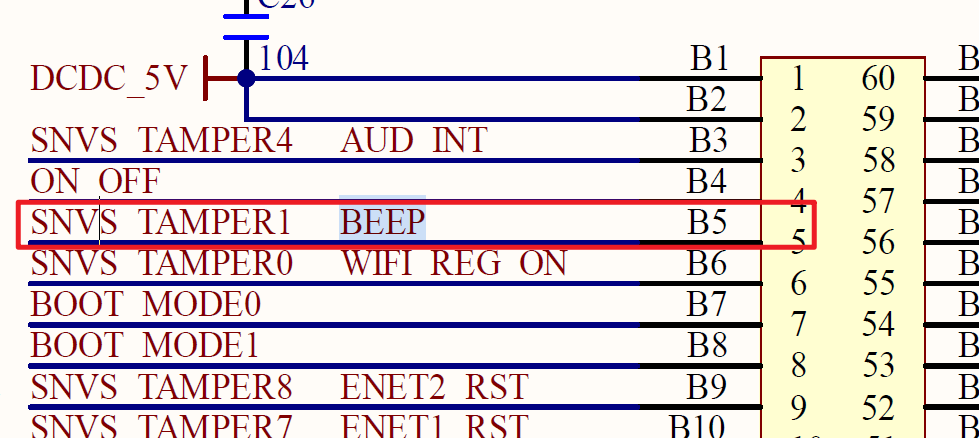 C26
104
DCDC_5V
B1 1 60 B
B2 2 59 B
SNVS_TAMPER4 AUD_INT B3 3 58 B
ON_OFF B4 4 57 B
SNVS_TAMPER1 BEEP B5 5 56 B
SNVS_TAMPER0 WIFI_REG_ON B6 6 55 B
BOOT_MODE0 B7 7 54 B
BOOT_MODE1 B8 8 53 B
SNVS_TAMPER8 ENET2_RST B9 9 52 B
SNVS_TAMPER7 ENET1_RST B10 10 51 B